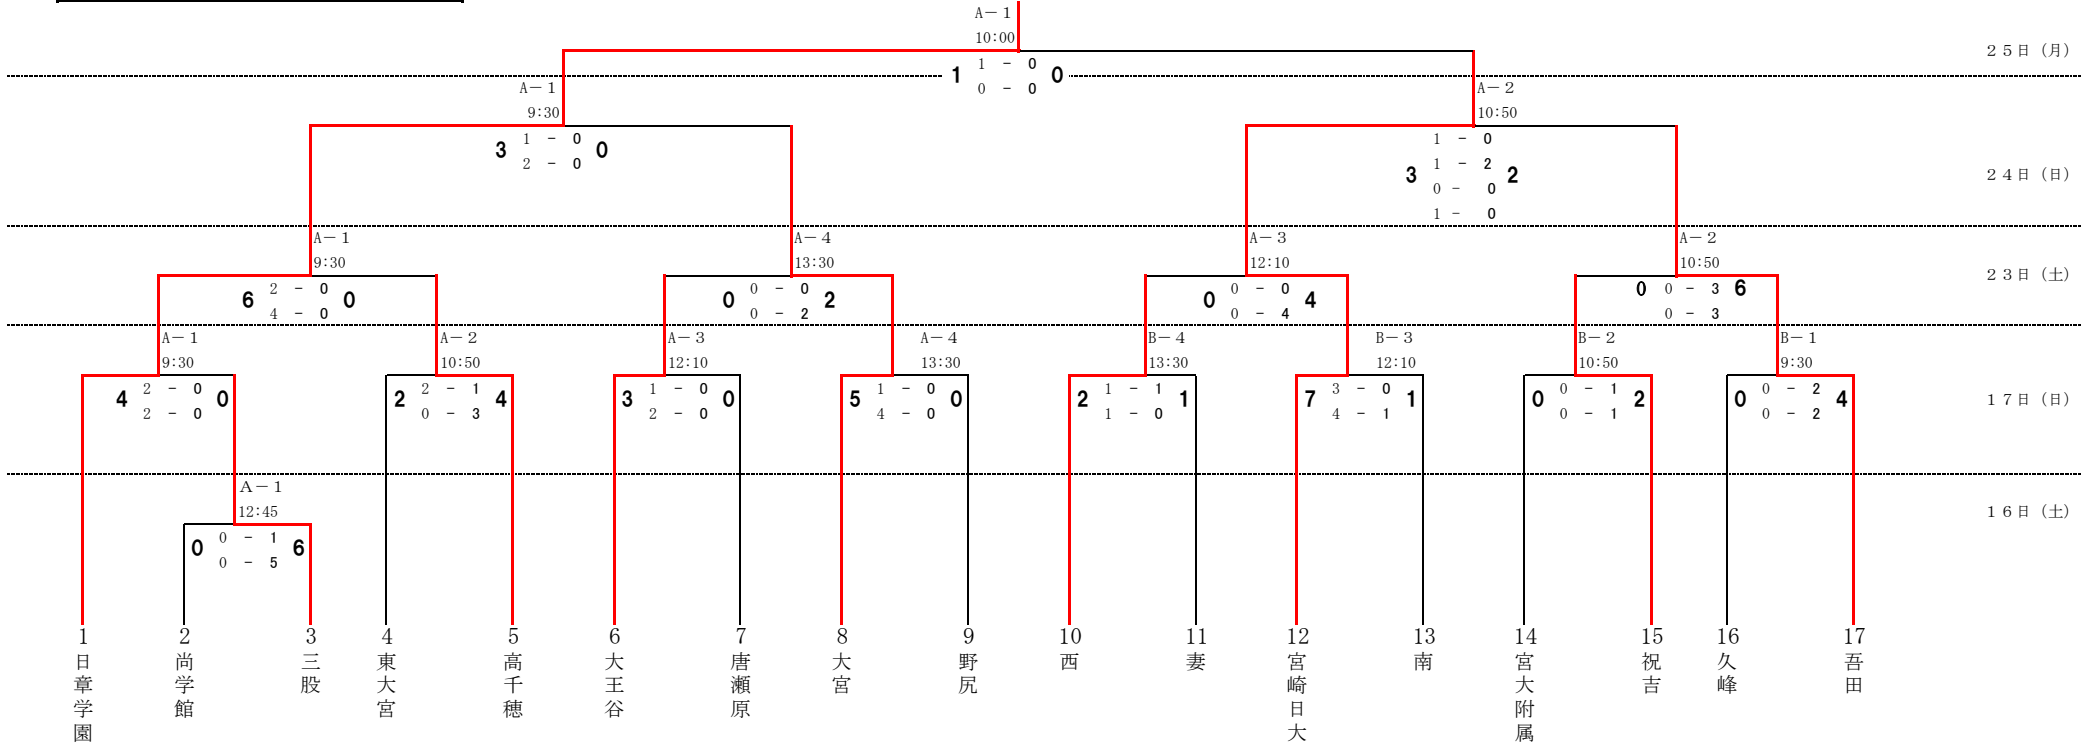 A－１
10:00
２５日（月）
1 1 － 0 0
0 － 0
A－１
9:30
A－２
10:50
3 1 － 0 0
2 － 0
1 － 0
3 1 － 2 2
0 － 0
1 － 0
２４日（日）
A－１
9:30
A－４
13:30
A－３
12:10
A－２
10:50
２３日（土）
6 2 － 0 0
4 － 0
0 0 － 0 2
0 － 2
0 0 － 0 4
0 － 4
0 0 － 3 6
0 － 3
A－１
9:30
A－２
10:50
A－３
12:10
A－４
13:30
B－４
13:30
B－３
12:10
B－２
10:50
B－１
9:30
4 2 － 0 0
2 － 0
2 2 － 1 4
0 － 3
3 1 － 0 0
2 － 0
5 1 － 0 0
4 － 0
2 1 － 1 1
1 － 0
7 3 － 0 1
4 － 1
0 0 － 1 2
0 － 1
0 0 － 2 4
0 － 2
１７日（日）
A－１
12:45
１６日（土）
0 0 － 1 6
0 － 5
1 日章学園
2 尚学館
3 三股
4 東大宮
5 高千穂
6 大王谷
7 唐瀬原
8 大宮
9 野尻
10 西
11 妻
12 宮崎日大
13 南
14 宮大附属
15 祝吉
16 久峰
17 吾田